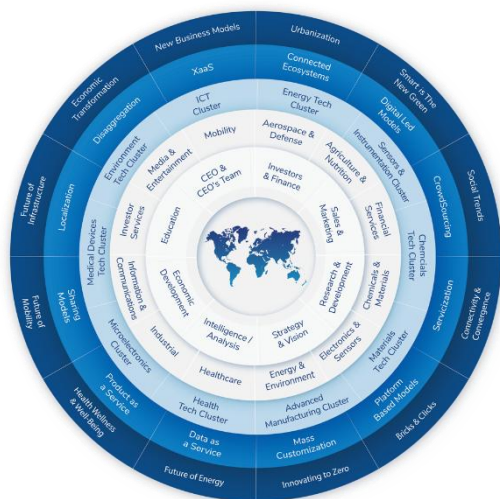 New Business Models
Urbanization
Smart is The
New Green
Social Trends
Connectivity &
Convergence
Bricks & Clicks
Innovating to Zero
Future of Energy
Health Wellness
& Well-Being
Future of
Mobility
Future of
Infrastructure
Economic
Transformation
XaaS
Connected
Ecosystems
Digital Led
Models
CrowdSourcing
Servicization
Platform
Based Models
Mass
Customization
Data as
a Service
Product as
a Service
Sharing
Models
Localization
Disaggregation
ICT
Cluster
Energy Tech
Cluster
Sensors &
Instrumentation Cluster
Chemcials
Tech Cluster
Materials
Tech Cluster
Advanced
Manufacturing Cluster
Health
Tech Cluster
Microelectronics
Cluster
Medical Devices
Tech Cluster
Environment
Tech Cluster
Mobility
Aerospace &
Defense
Agriculture &
Nutrition
Financial
Services
Chemicals &
Materials
Electronics &
Sensors
Energy &
Environment
Healthcare
Industrial
Information &
Communications
Investor
Services
Media &
Entertainment
CEO &
CEO's Team
Investors
& Finance
Sales &
Marketing
Research &
Development
Strategy
& Vision
Intelligence /
Analysis
Economic
Development
Education